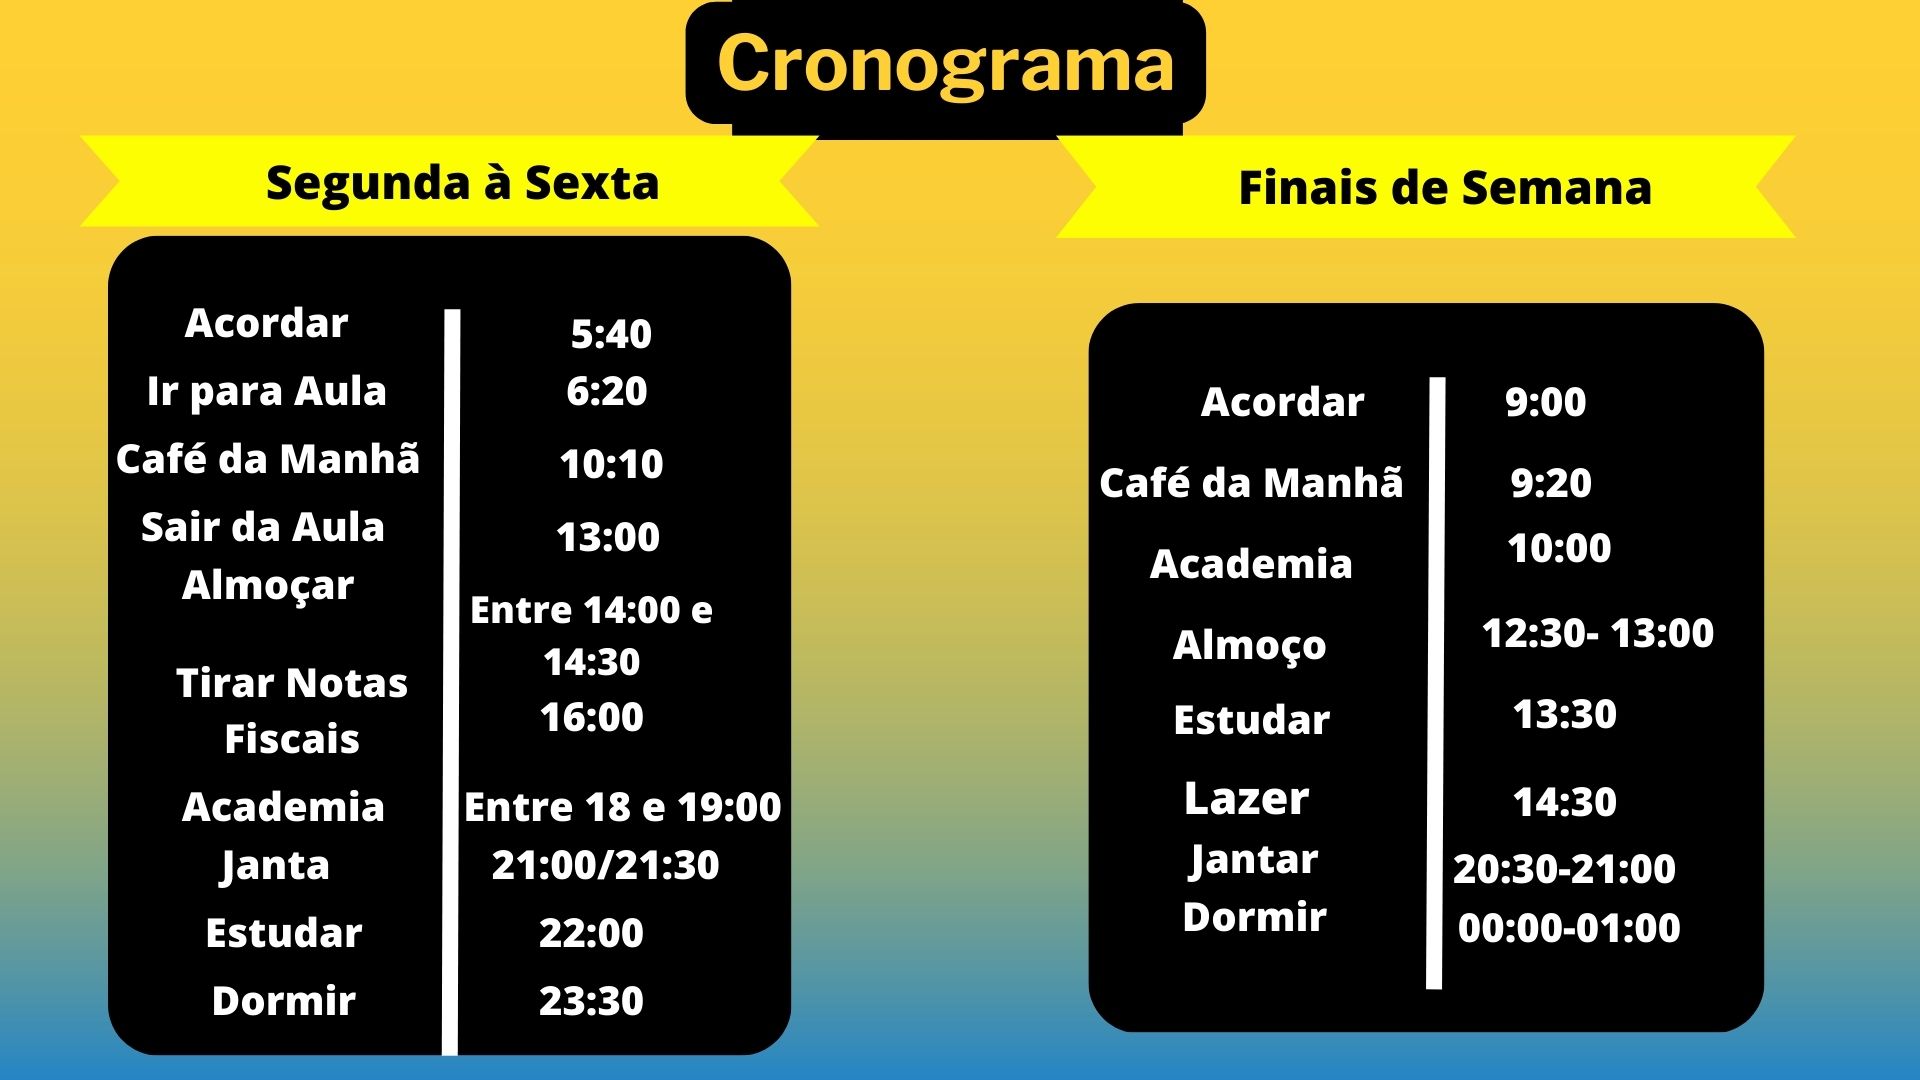 Cronograma
Segunda à Sexta
Acordar 5:40
Ir para Aula 6:20
Café da Manhã 10:10
Sair da Aula 13:00
Almoçar Entre 14:00 e
14:30
Tirar Notas
Fiscais 16:00
Academia Entre 18 e 19:00
Janta 21:00/21:30
Estudar 22:00
Dormir 23:30
Finais de Semana
Acordar 9:00
Café da Manhã 9:20
Academia 10:00
Almoço 12:30- 13:00
Estudar 13:30
Lazer 14:30
Jantar 20:30-21:00
Dormir 00:00-01:00